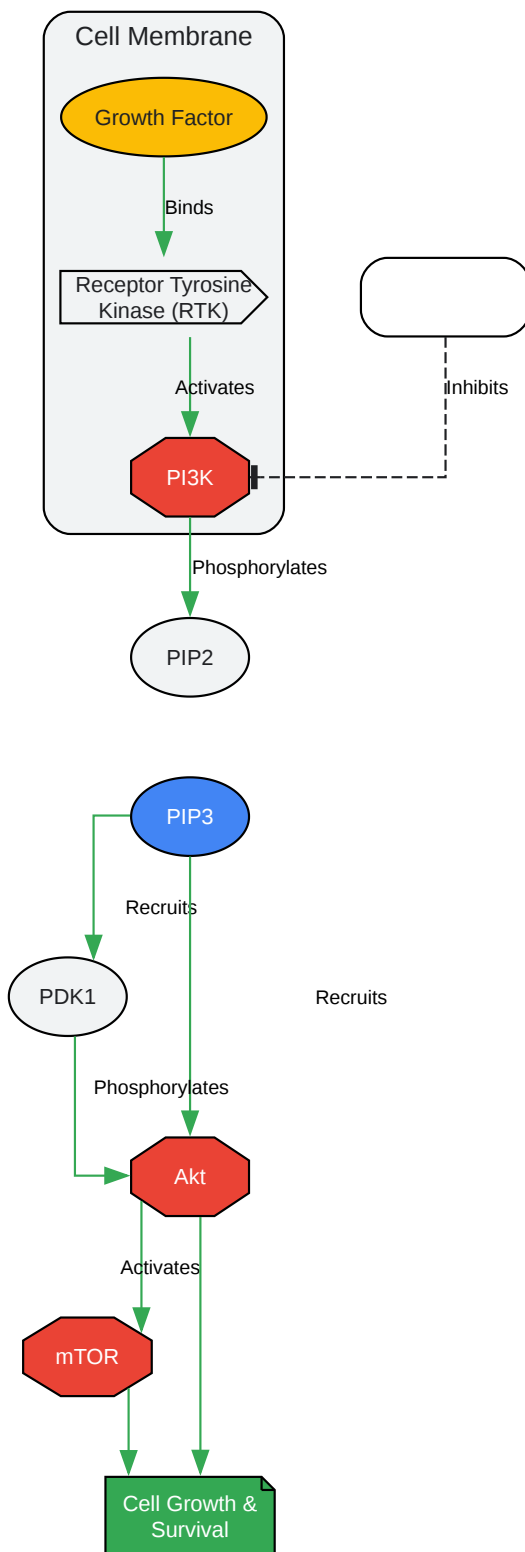 Cell Membrane
Growth Factor
Binds
Receptor Tyrosine
Kinase (RTK)
Activates
Inhibits
PI3K
Phosphorylates
PIP2
PIP3
Recruits
PDK1
Recruits
Phosphorylates
Akt
Activates
mTOR
Cell Growth &
Survival